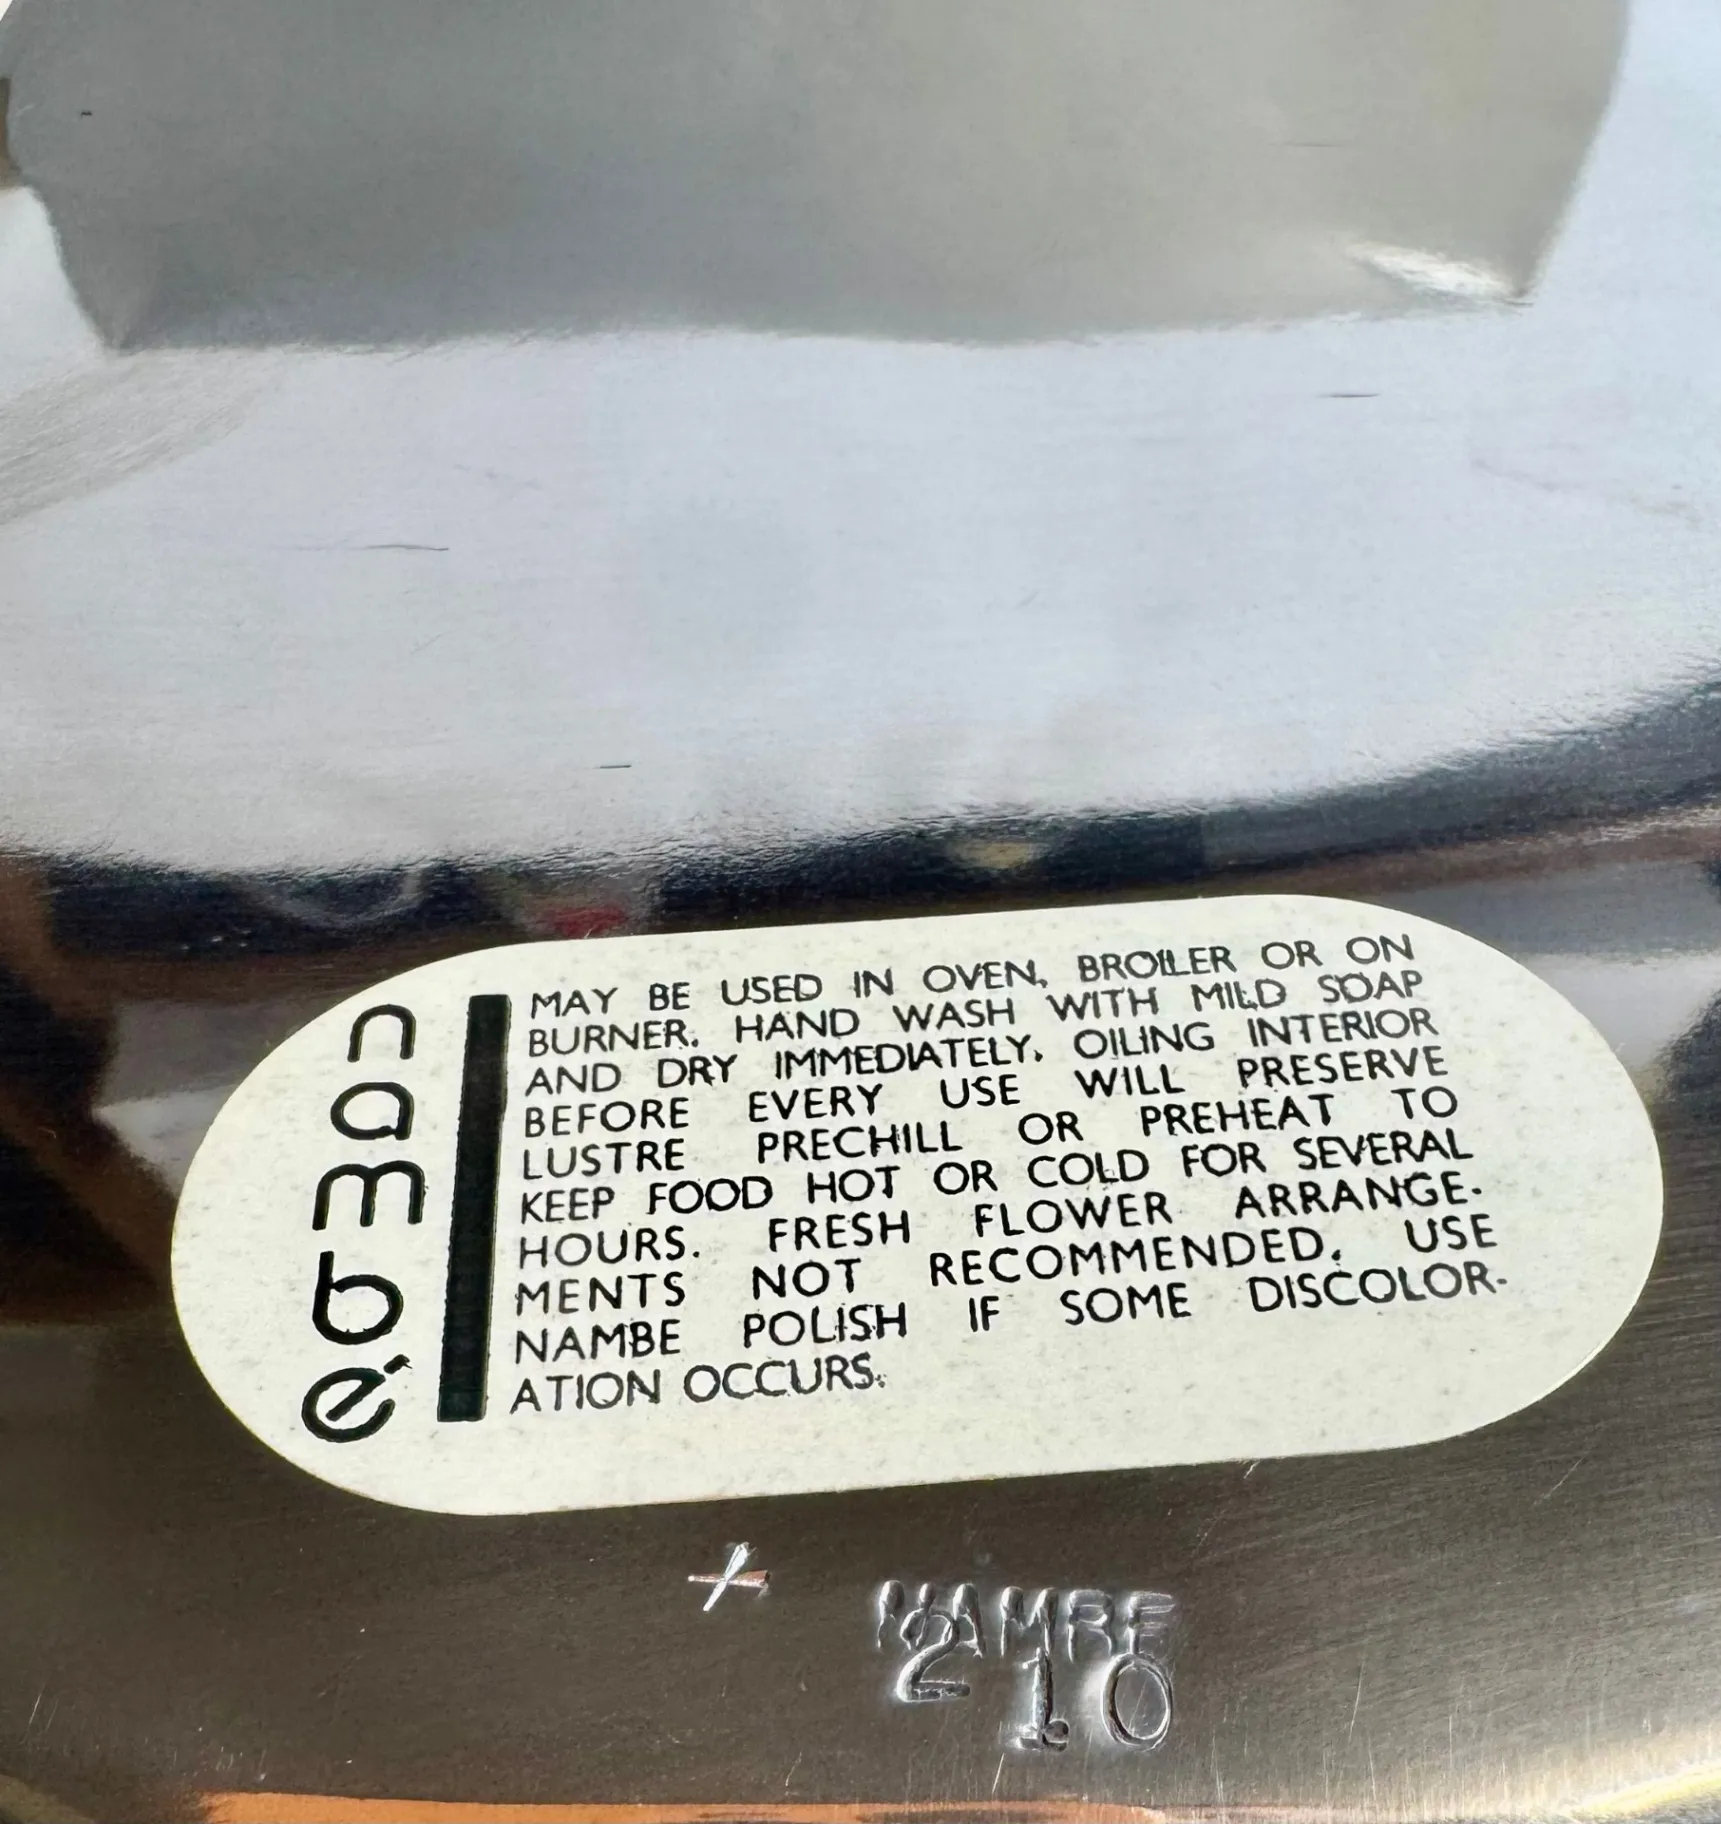 nambé
MAY BE USED IN OVEN, BROILER OR ON
BURNER. HAND WASH WITH MILD SOAP
AND DRY IMMEDIATELY. OILING INTERIOR
BEFORE EVERY USE WILL PRESERVE
LUSTRE PRECHILL OR PREHEAT TO
KEEP FOOD HOT OR COLD FOR SEVERAL
HOURS. FRESH FLOWER ARRANGE-
MENTS NOT RECOMMENDED. USE
NAMBE POLISH IF SOME DISCOLOR-
ATION OCCURS.
NAMBE
210